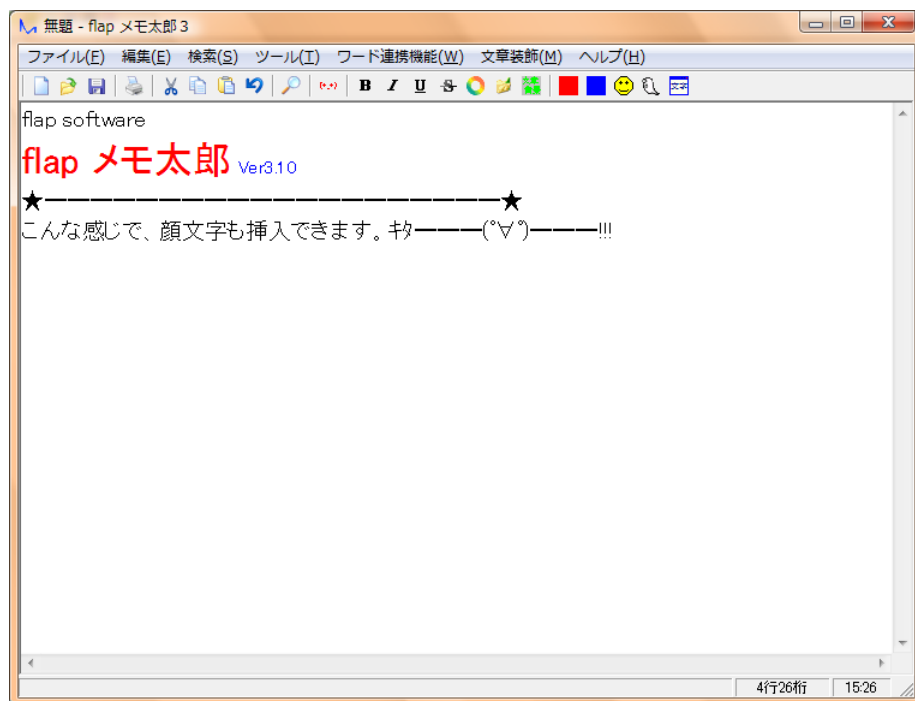 無題 - flap メモ太郎 3
ファイル(F) 編集(E) 検索(S) ツール(T) ワード連携機能(W) 文章装飾(M) ヘルプ(H)
B I U S
flap software
flap メモ太郎 Ver3.10
★━━━━━━━━━━━━━━━━━━━━★
こんな感じで、顔文字も挿入できます。ｷﾀ━━━(ﾟ∀ﾟ)━━━!!!
4行26桁 15:26